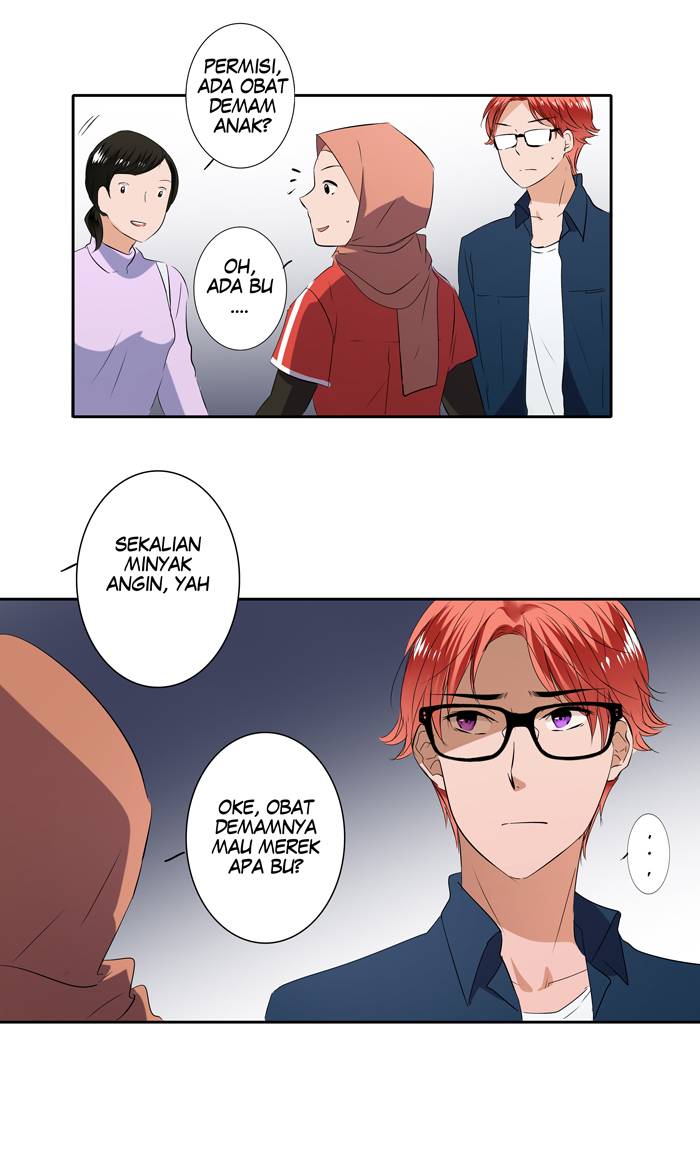 PERMISI,
ADA OBAT
DEMAM
ANAK?
OH,
ADA BU
....
SEKALIAN
MINYAK
ANGIN, YAH
OKE, OBAT
DEMAMNYA
MAU MEREK
APA BU?
...